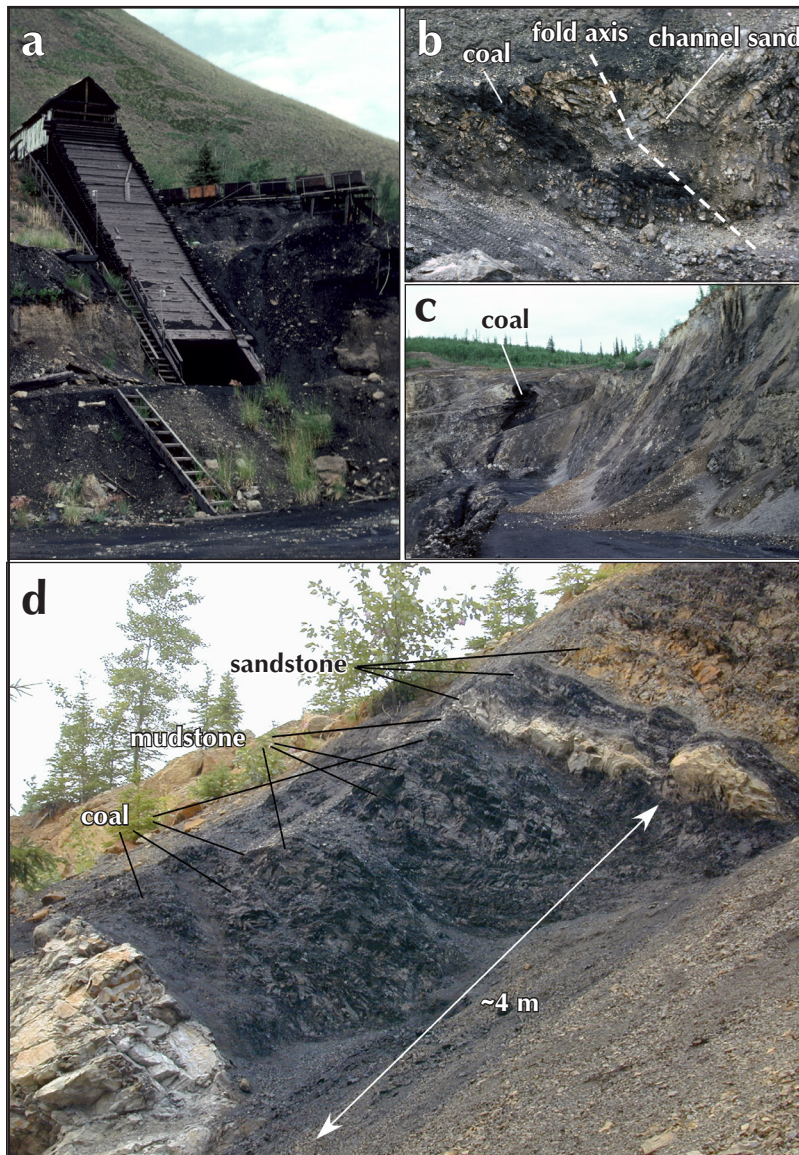 a
b
fold axis
channel sand
coal
c
coal
d
sandstone
mudstone
coal
~4 m